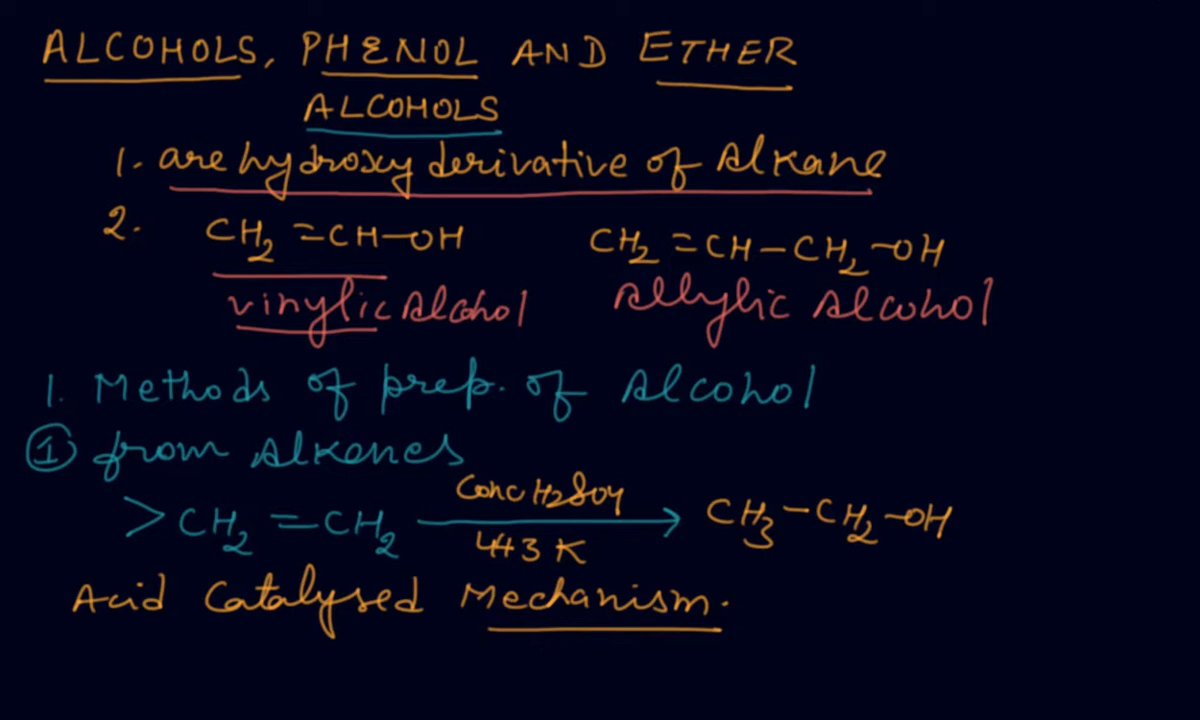 ALCOHOLS, PHENOL AND ETHER
ALCOHOLS
1. are hydroxy derivative of Alkane
2. CH2=CH-OH CH2=CH-CH2-OH
vinylic Alcohol Allylic Alcohol
1. Methods of prep. of Alcohol
① from Alkenes
>CH2=CH2 Conc H2SO4 443 K → CH3-CH2-OH
Acid Catalysed Mechanism.